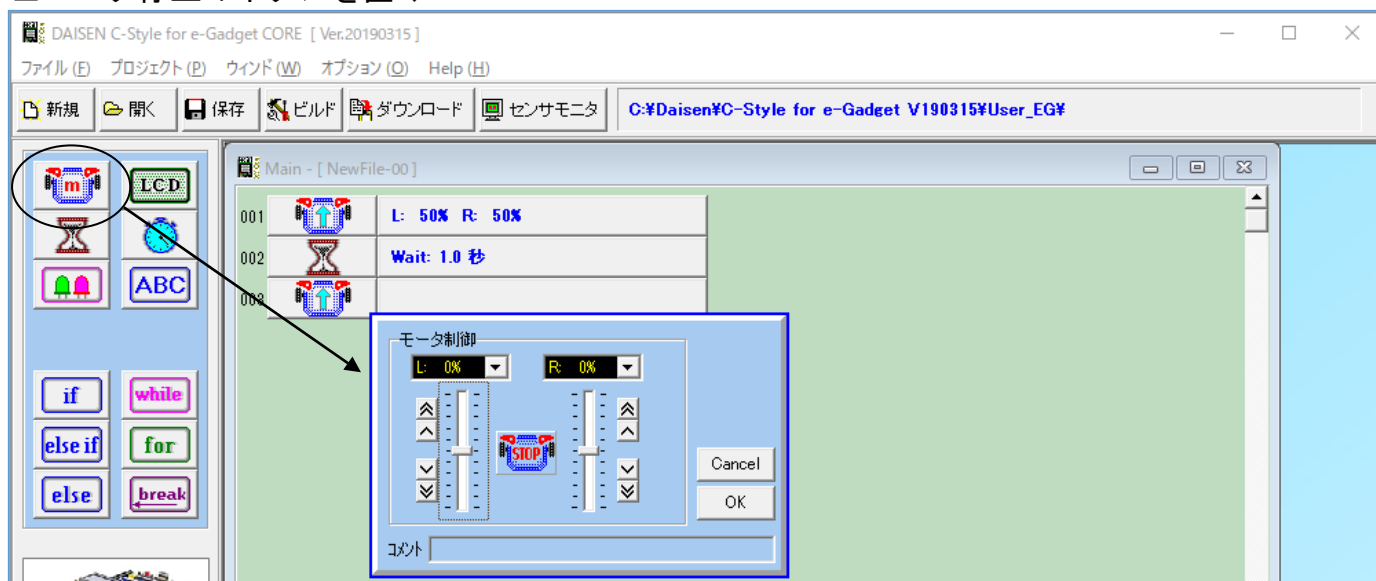 DAISEN C-Style for e-Gadget CORE [ Ver.20190315 ]
ファイル (F) プロジェクト (P) ウィンド (W) オプション (O) Help (H)
新規 開く 保存 ビルド ダウンロード センサモニタ C:¥Daisen¥C-Style for e-Gadget V190315¥User_EG¥
m LCD
ABC
if while
else if for
else break
Main - [ NewFile-00 ]
001 L: 50% R: 50%
002 Wait: 1.0 秒
003
モータ制御
L: 0% R: 0%
STOP
Cancel
OK
コメント